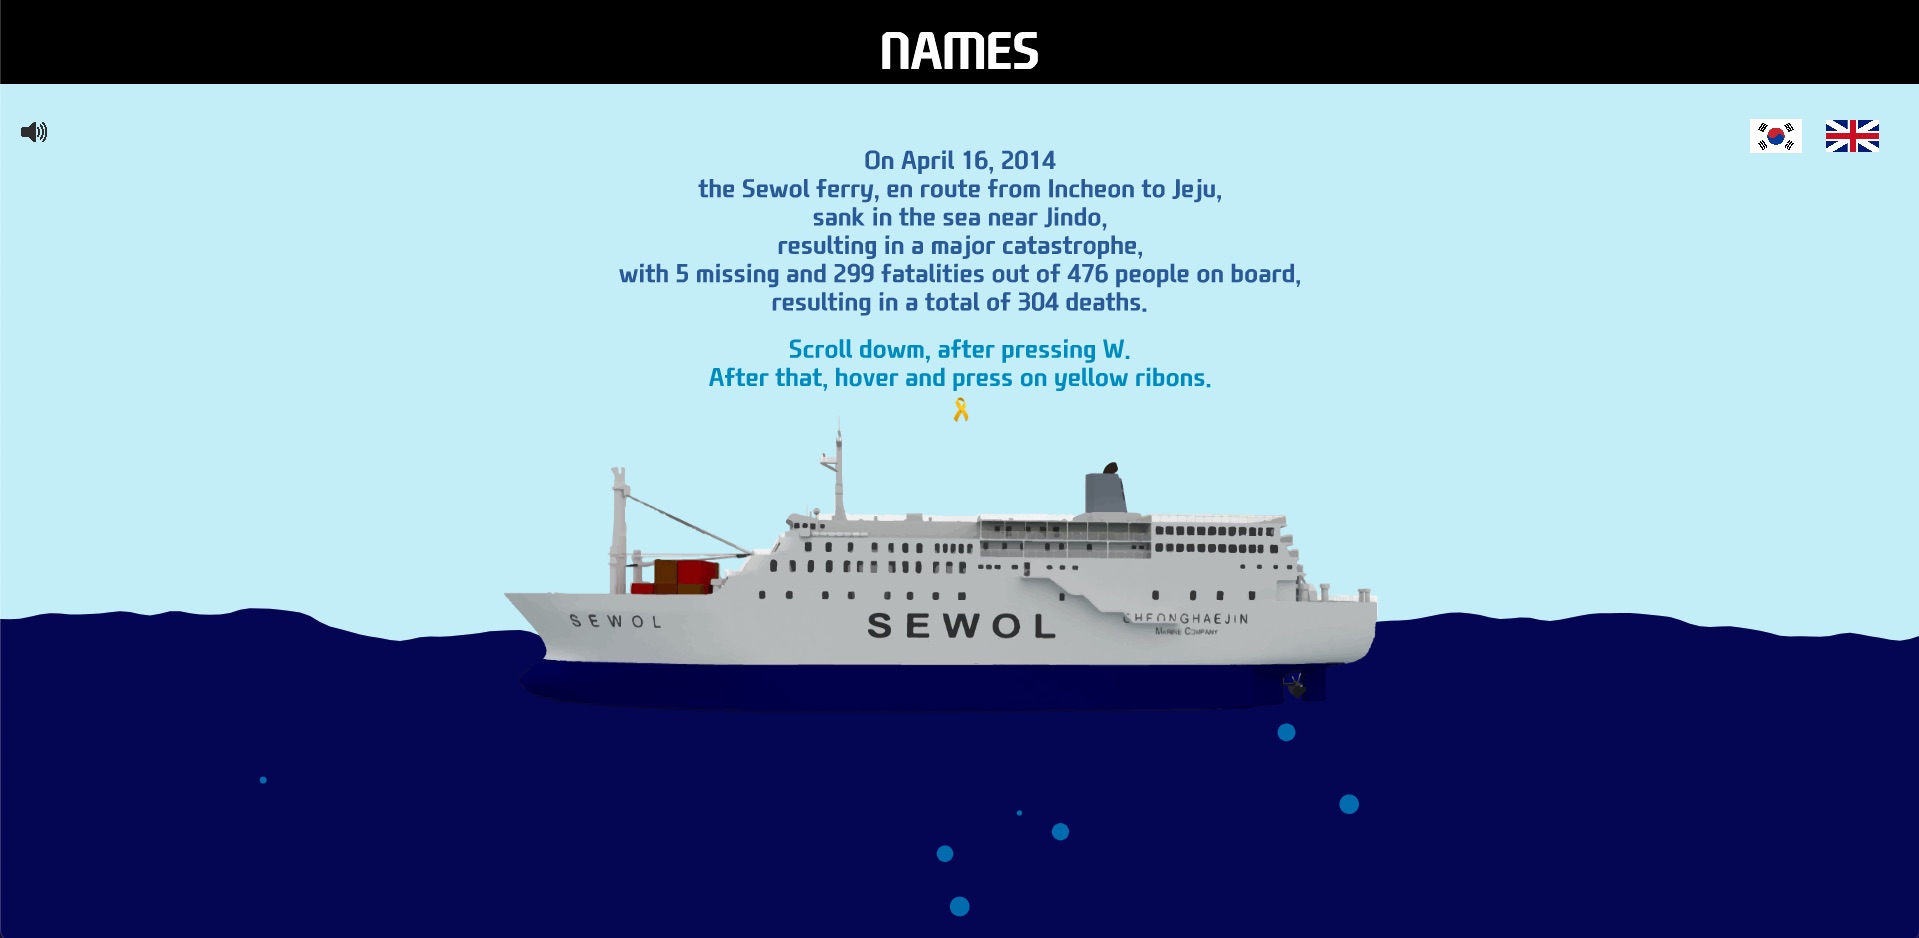 NAMES
On April 16, 2014
the Sewol ferry, en route from Incheon to Jeju,
sank in the sea near Jindo,
resulting in a major catastrophe,
with 5 missing and 299 fatalities out of 476 people on board,
resulting in a total of 304 deaths.
Scroll dowm, after pressing W.
After that, hover and press on yellow ribons.
SEWOL
SEWOL
CHEONGHAEJIN
MARINE COMPANY